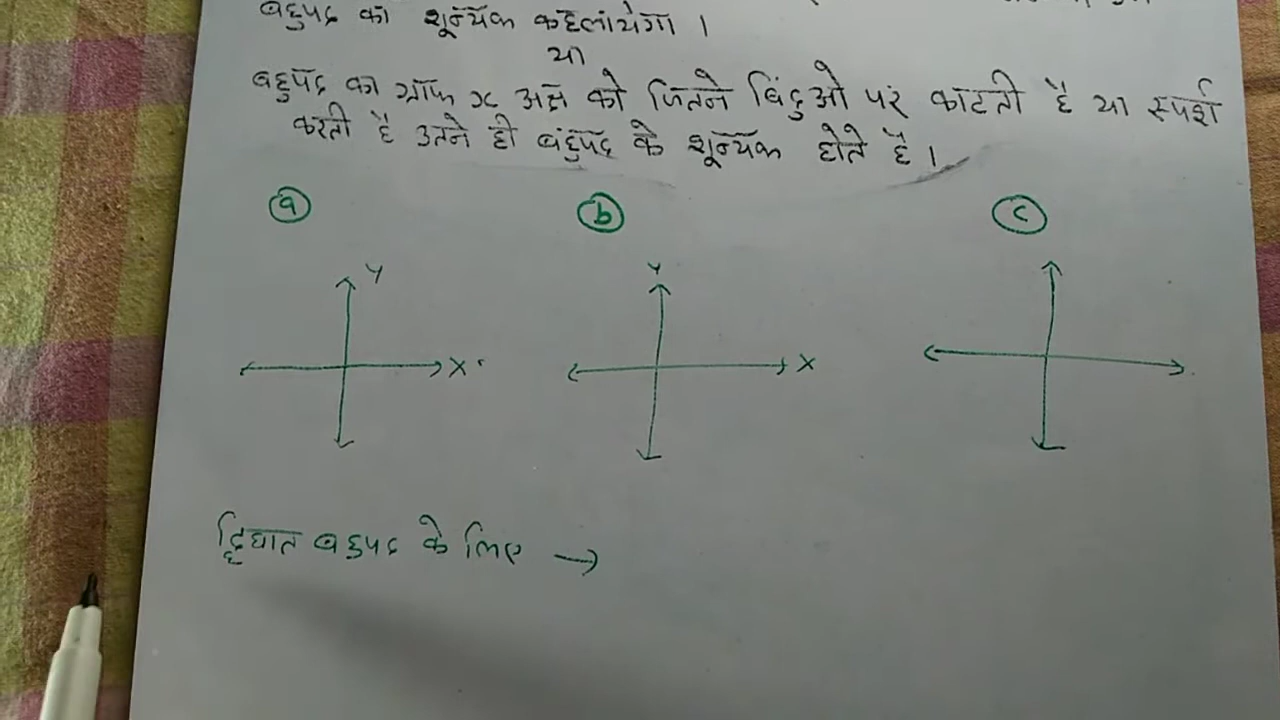 बहुपद का शून्यक कहलायेगा ।
या
बहुपद का ग्राफ x अक्ष को जितने बिंदुओ पर काटती है या स्पर्श
करती है उतने ही बहुपद के शून्यक होते है ।
a b c
Y Y
X X
द्विघात बहुपद के लिए →